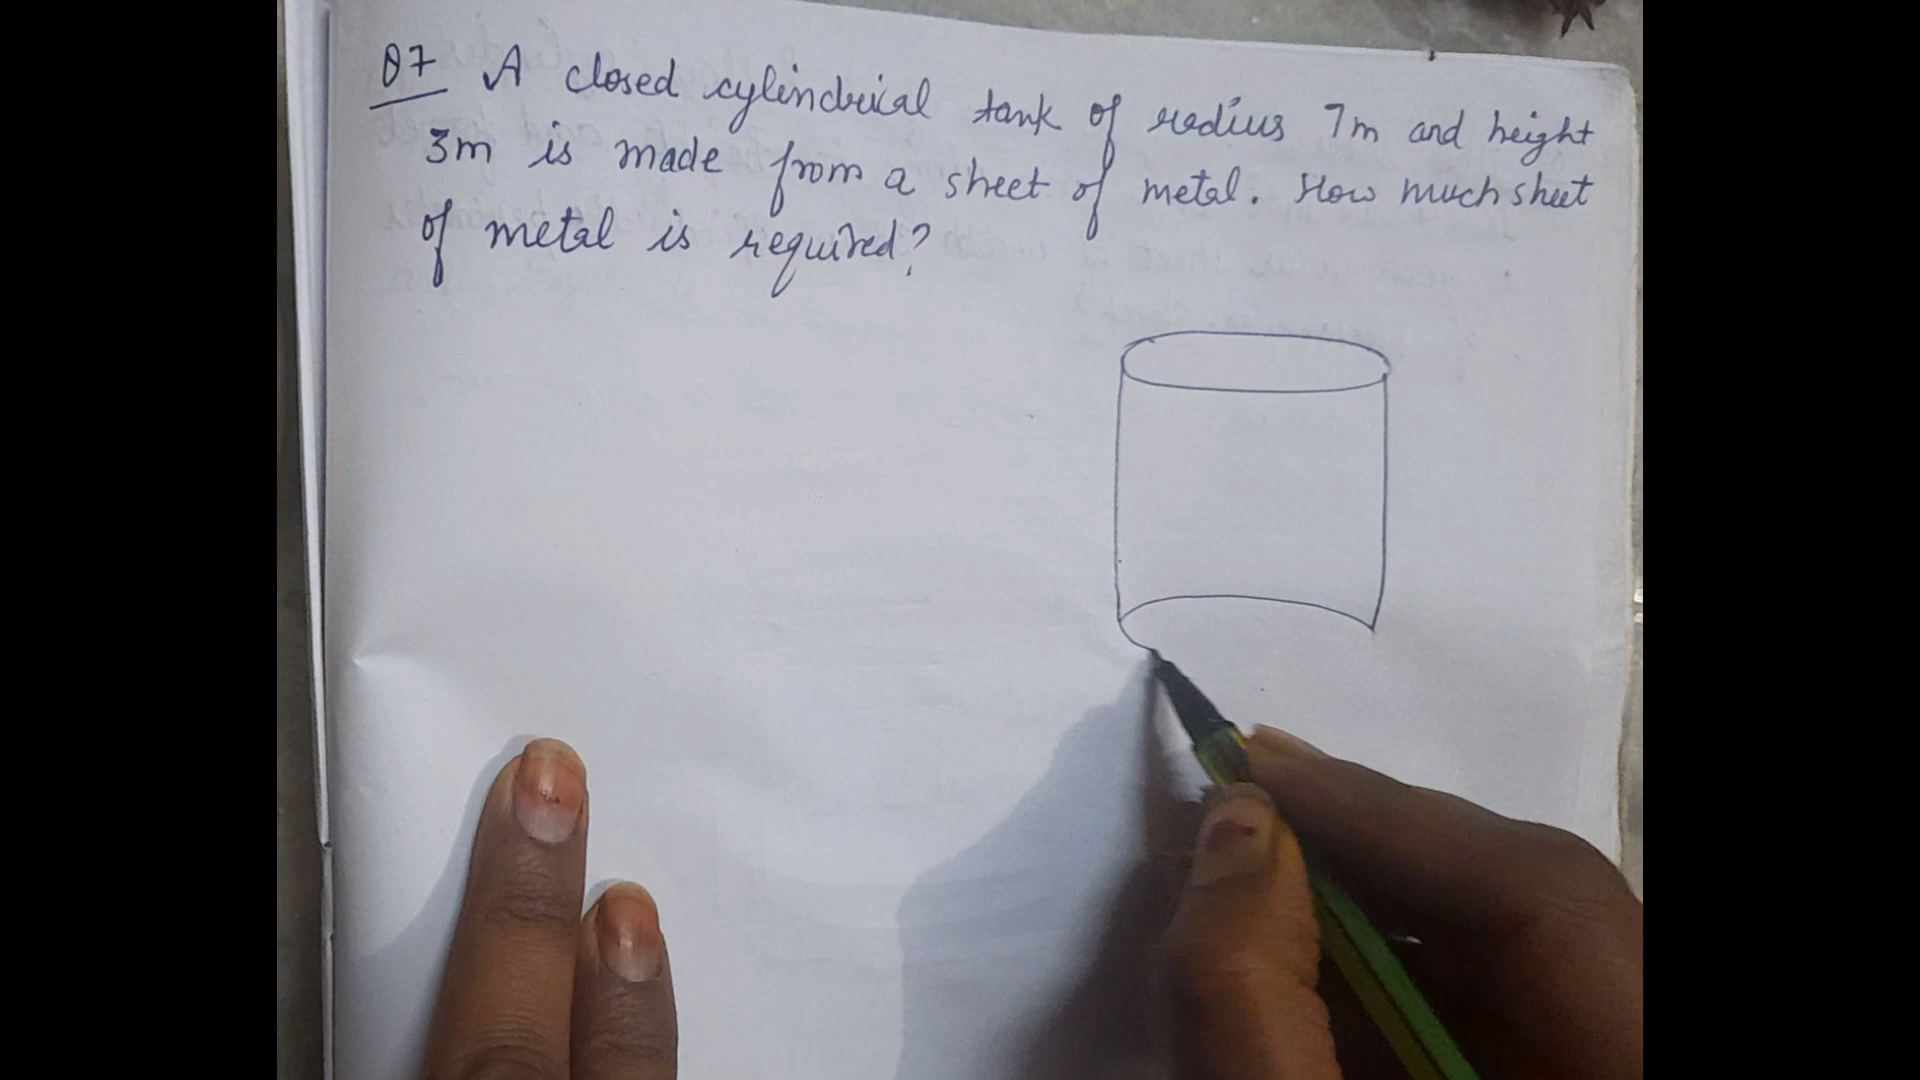 Q7 A closed cylindrical tank of radius 7m and height
3m is made from a sheet of metal. How much sheet
of metal is required?